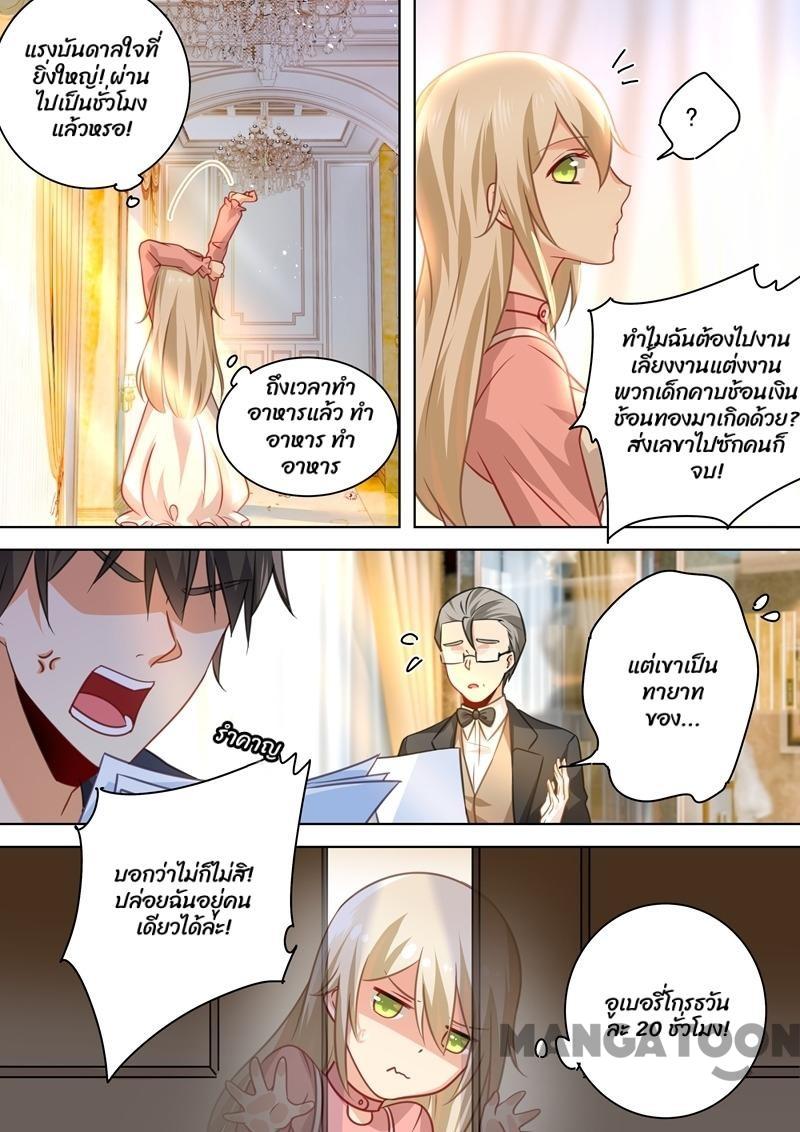 แรงบันดาลใจที่
ยิ่งใหญ่! ผ่าน
ไปเป็นชั่วโมง
แล้วหรอ!
?
ถึงเวลาทำ
อาหารแล้ว ทำ
อาหาร ทำ
อาหาร
ทำไมฉันต้องไปงาน
เลี้ยงงานแต่งงาน
พวกเด็กคาบช้อนเงิน
ช้อนทองมาเกิดด้วย?
ส่งเลขาไปซักคนก็
จบ!
แต่เขาเป็น
ทายาท
ของ...
รำคาญ
บอกว่าไม่ก็ไม่สิ!
ปล่อยฉันอยู่คน
เดียวได้ละ!
อูเบอรี่โกรธวัน
ละ 20 ชั่วโมง!
MANGATOON